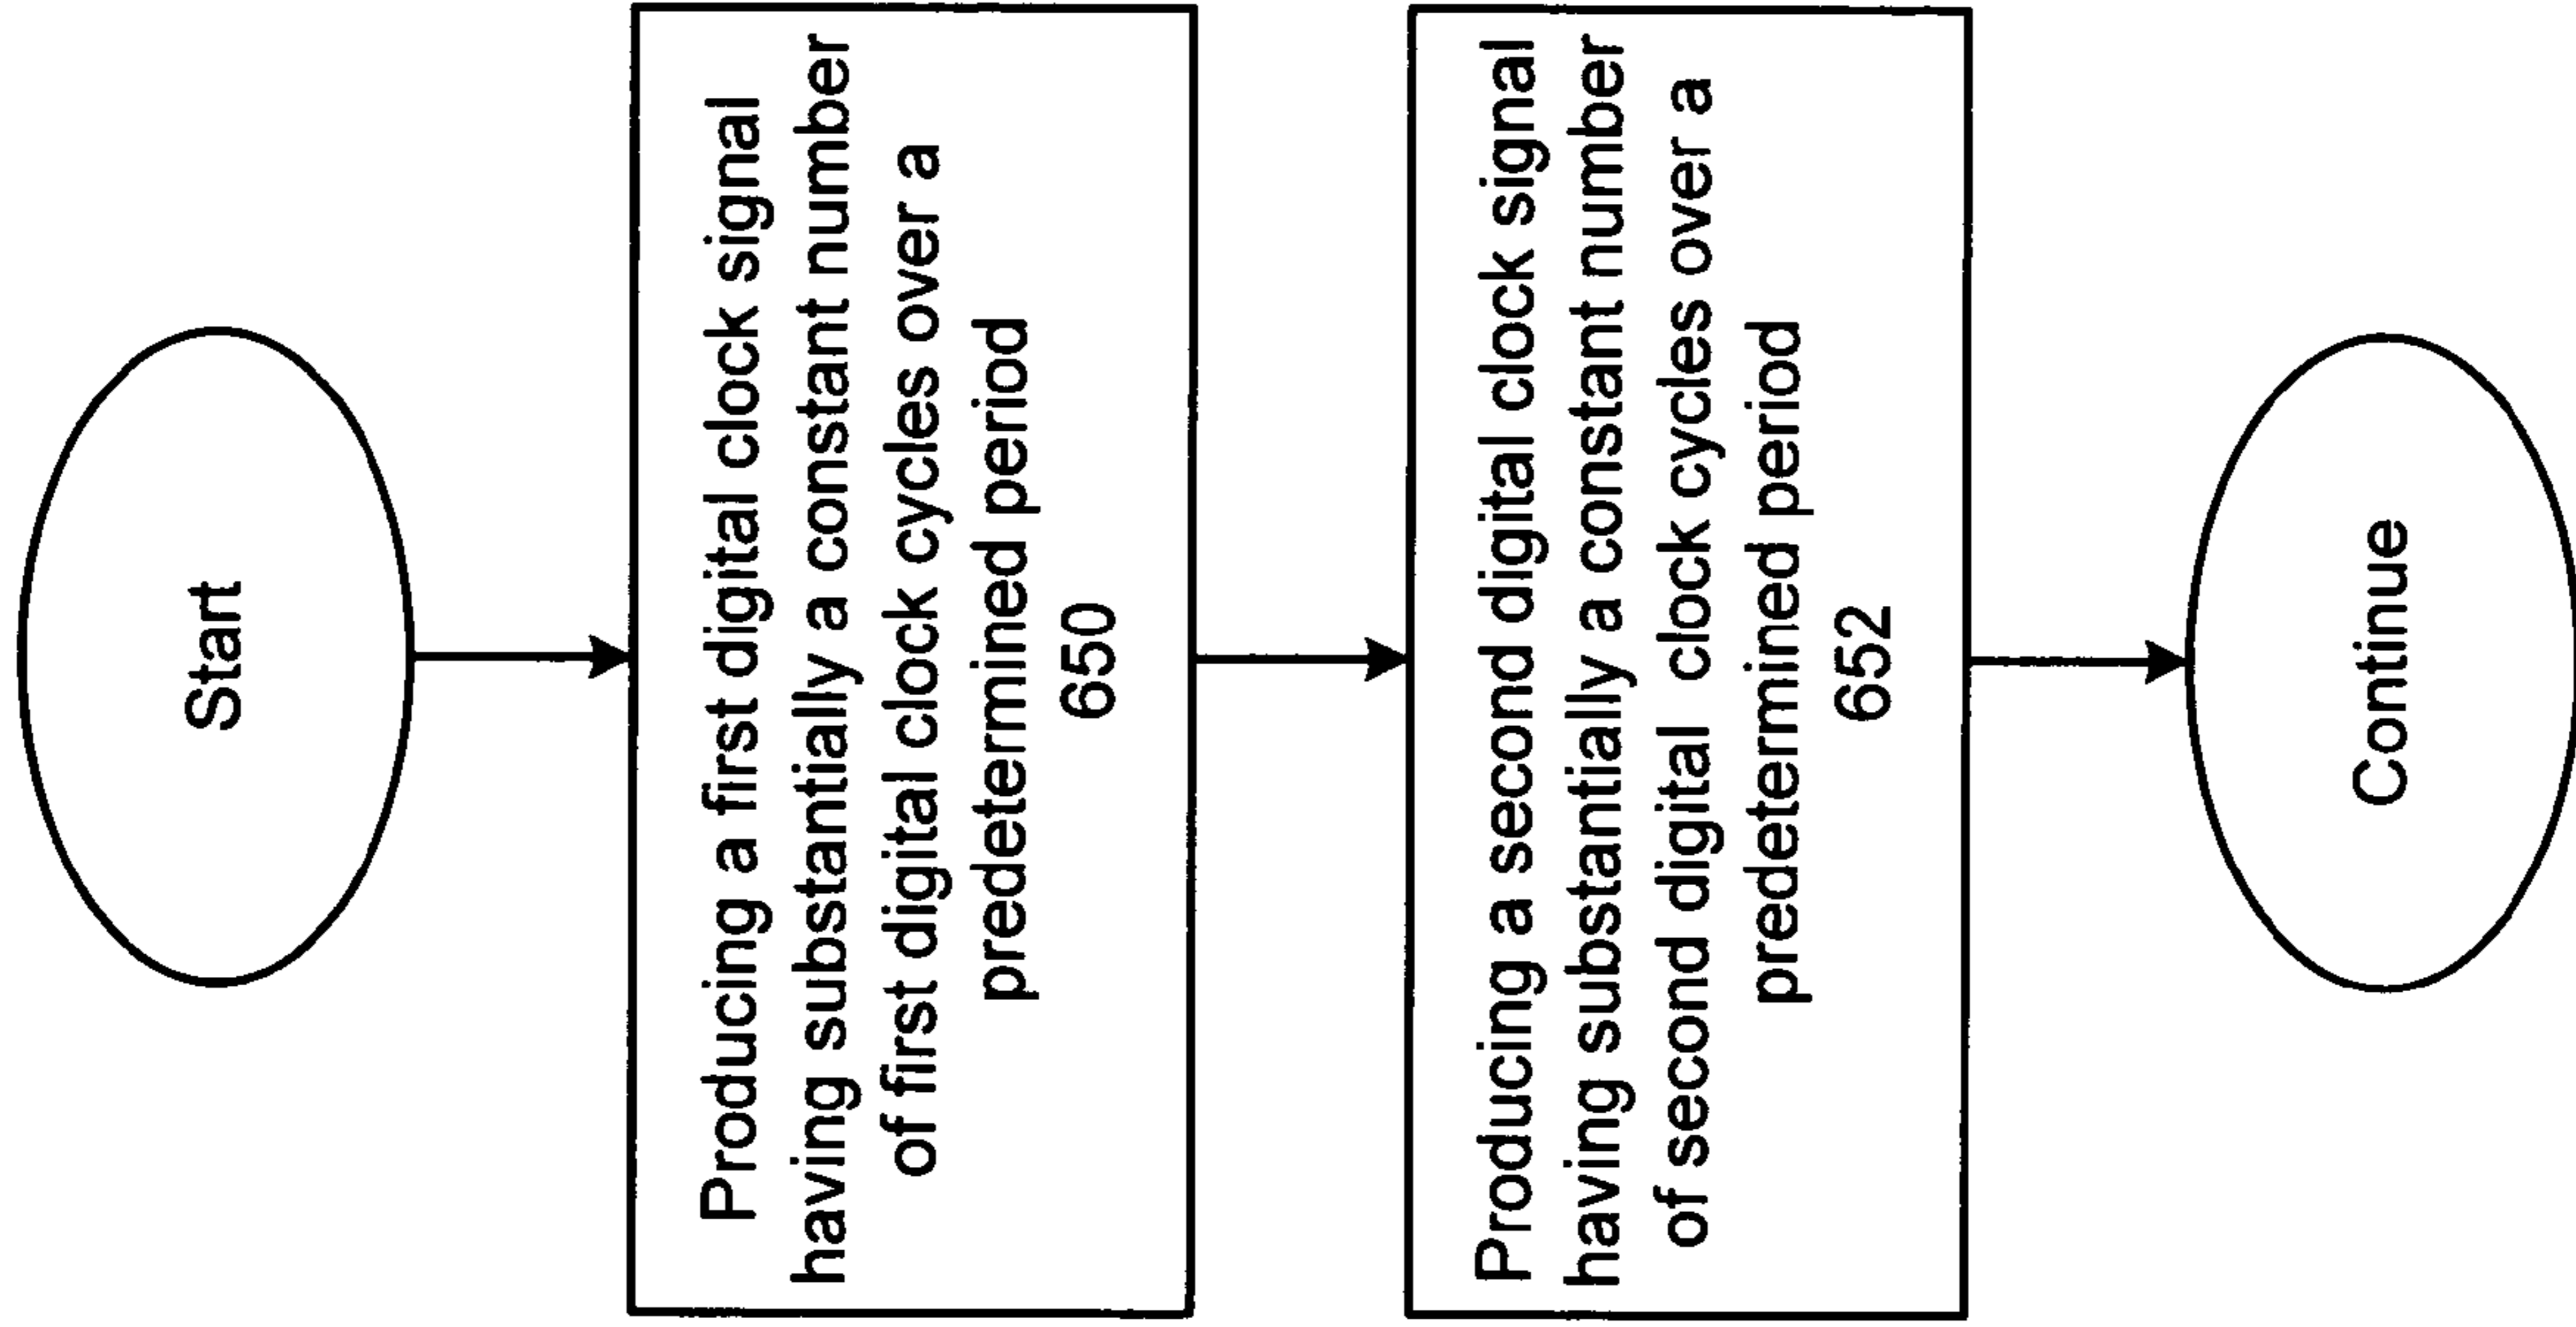 Start
Producing a first digital clock signal
having substantially a constant number
of first digital clock cycles over a
predetermined period
650
Producing a second digital clock signal
having substantially a constant number
of second digital clock cycles over a
predetermined period
652
Continue